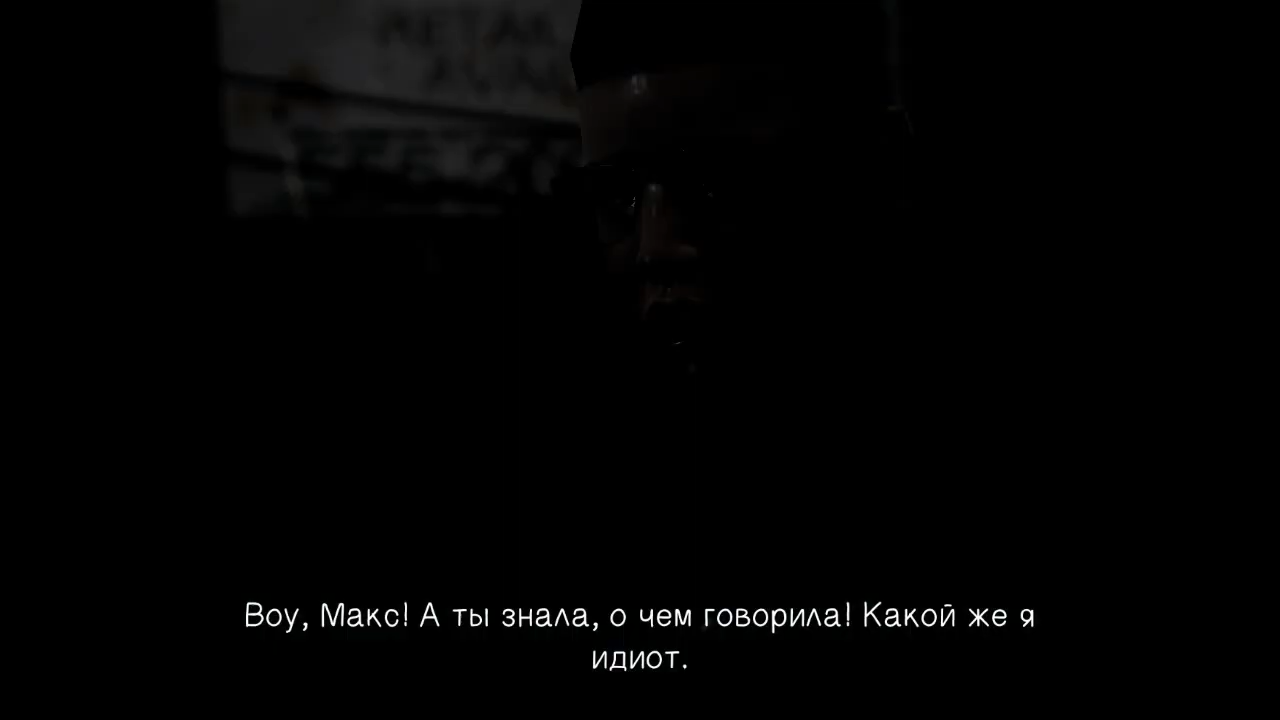 Воу, Макс! А ты знала, о чем говорила! Какой же я
идиот.